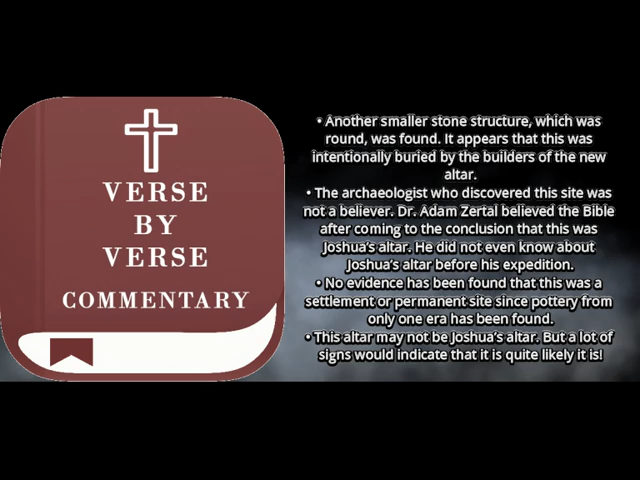 VERSE
BY
VERSE
COMMENTARY
• Another smaller stone structure, which was
round, was found. It appears that this was
intentionally buried by the builders of the new
altar.
• The archaeologist who discovered this site was
not a believer. Dr. Adam Zertal believed the Bible
after coming to the conclusion that this was
Joshua's altar. He did not even know about
Joshua's altar before his expedition.
• No evidence has been found that this was a
settlement or permanent site since pottery from
only one era has been found.
• This altar may not be Joshua's altar. But a lot of
signs would indicate that it is quite likely it is!